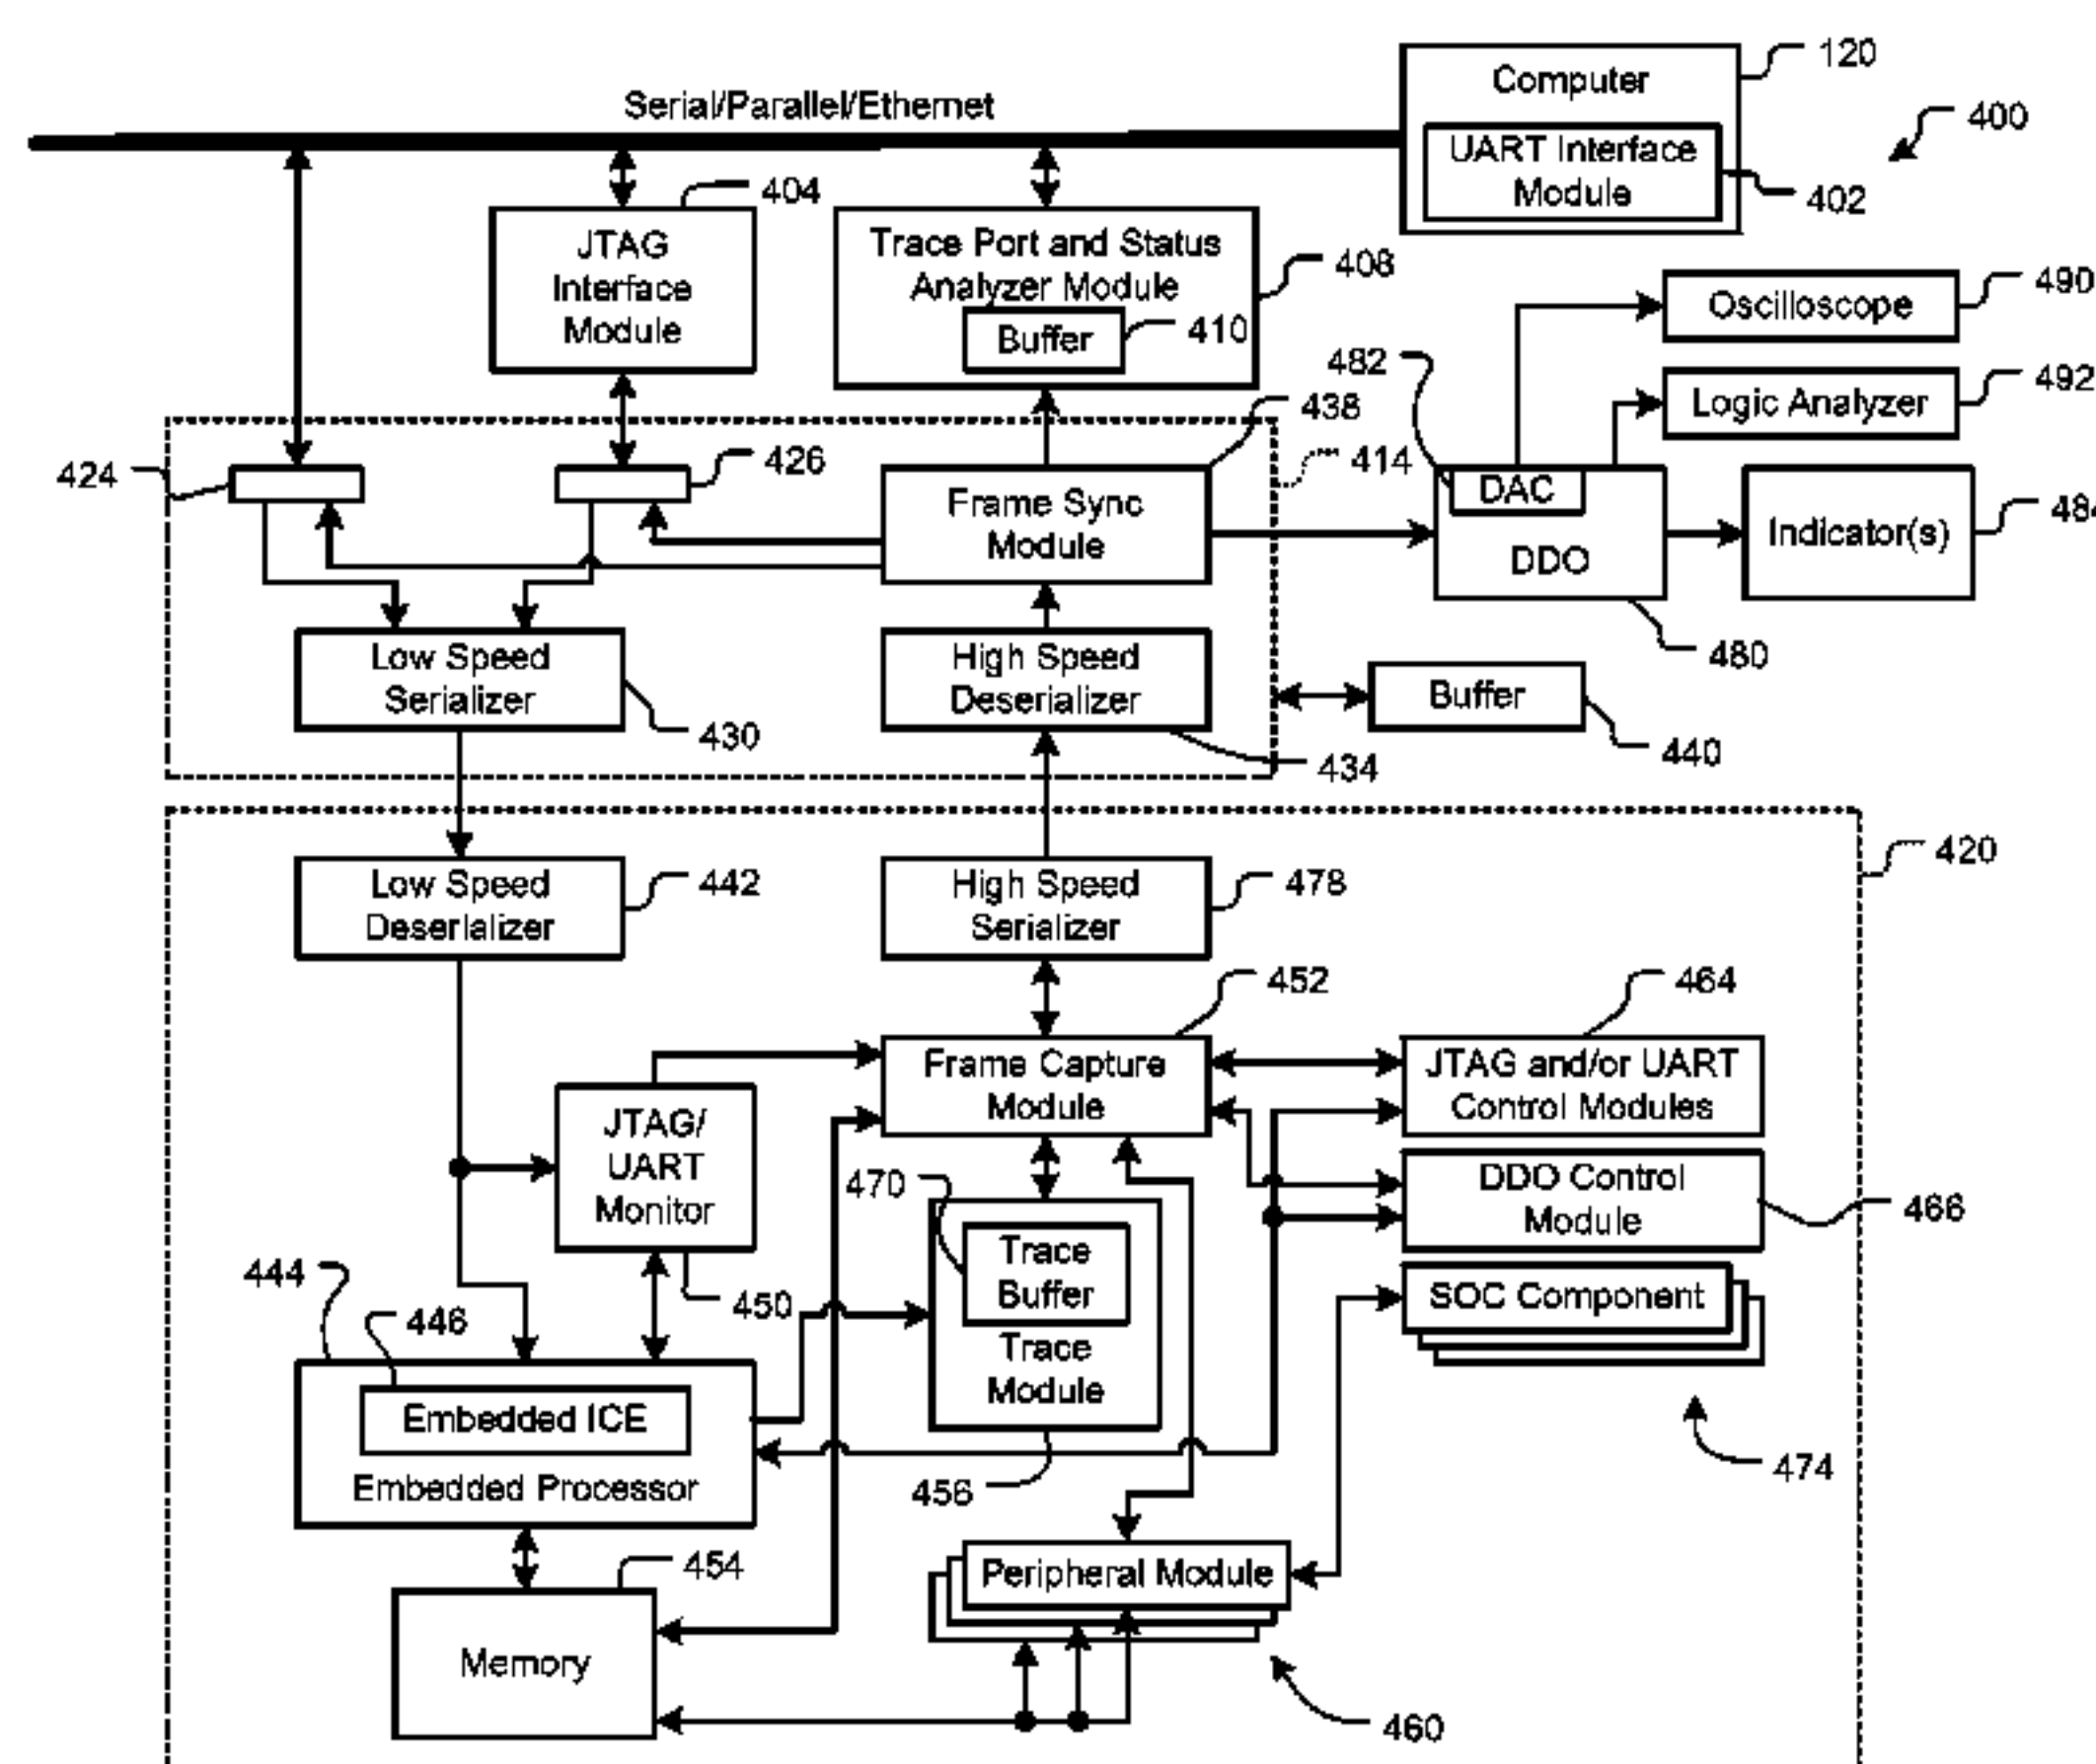 120
Computer
Serial/Parallel/Ethernet
400
UART Interface
Module
402
404
JTAG
Interface
Module
Trace Port and Status
Analyzer Module
408
Buffer
410
490
Oscilloscope
482
492
Logic Analyzer
438
424
426
414
DAC
Frame Sync
Module
DDO
Indicator(s)
484
Low Speed
Serializer
430
High Speed
Deserializer
434
480
Buffer
440
420
Low Speed
Deserializer
442
High Speed
Serializer
478
452
464
Frame Capture
Module
JTAG and/or UART
Control Modules
JTAG/
UART
Monitor
450
470
DDO Control
Module
466
Trace
Buffer
Trace
Module
456
SOC Component
474
444
446
Embedded ICE
Embedded Processor
454
Memory
Peripheral Module
460